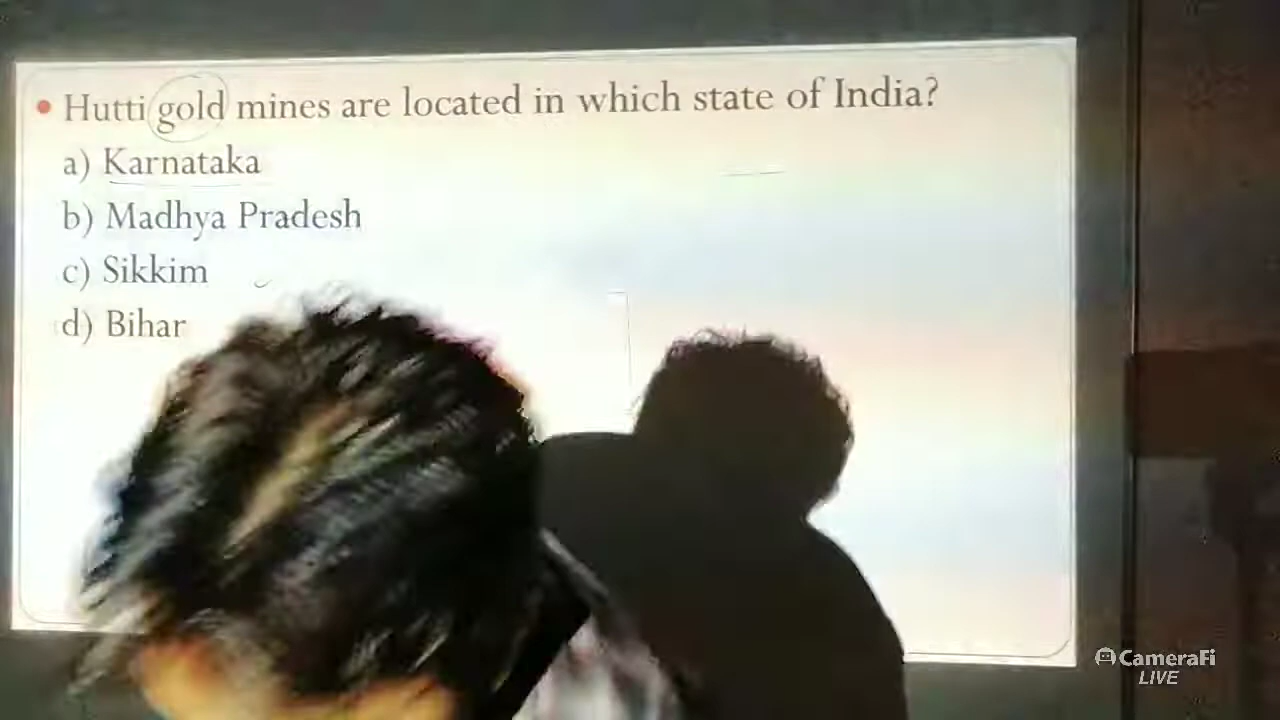 • Hutti gold mines are located in which state of India?
a) Karnataka
b) Madhya Pradesh
c) Sikkim
d) Bihar
CameraFi
LIVE